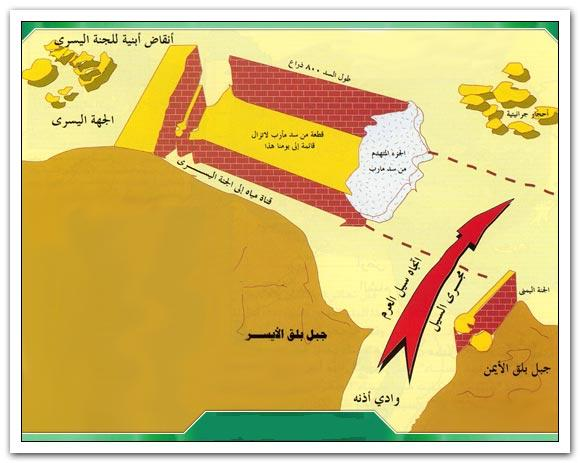 أنقاض أبنية للجنة اليسرى
الجهة اليسرى
طول السد ٨٠٠ ذراع
أحجار جرانيتية
قطعة من سد مأرب لاتزال
قائمة إلى يومنا هذا
الجزء المتهدم
من سد مأرب
قناة مياه إلى الجنة اليسرى
اتجاه سيل العرم
مجرى السيل
الجنة اليمنى
جبل بلق الأيسر
جبل بلق الأيمن
وادي أذنه